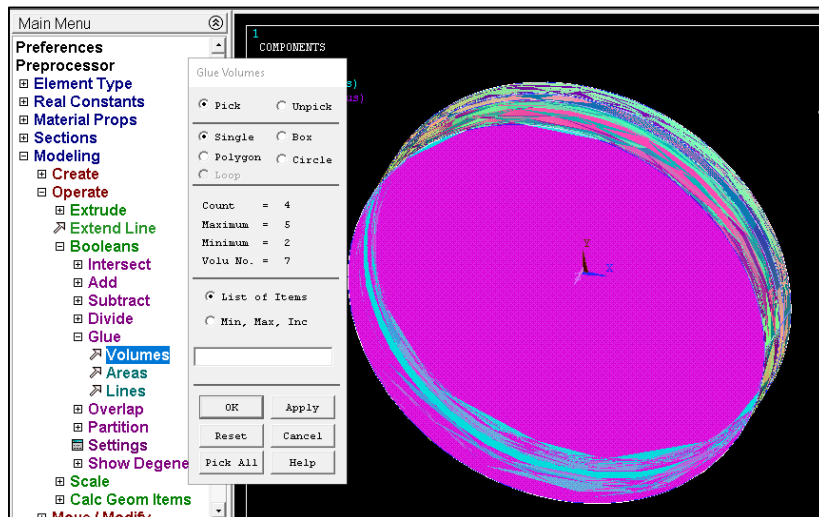 Main Menu
Preferences
Preprocessor
Element Type
Real Constants
Material Props
Sections
Modeling
Create
Operate
Extrude
Extend Line
Booleans
Intersect
Add
Subtract
Divide
Glue
Volumes
Areas
Lines
Overlap
Partition
Settings
Show Degene
Scale
Calc Geom Items
Move / Modify
Glue Volumes
Pick Unpick
Single Box
Polygon Circle
Loop
Count = 4
Maximum = 5
Minimum = 2
Volu No. = 7
List of Items
Min, Max, Inc
OK Apply
Reset Cancel
Pick All Help
1
COMPONENTS
s)
us)
Y
X